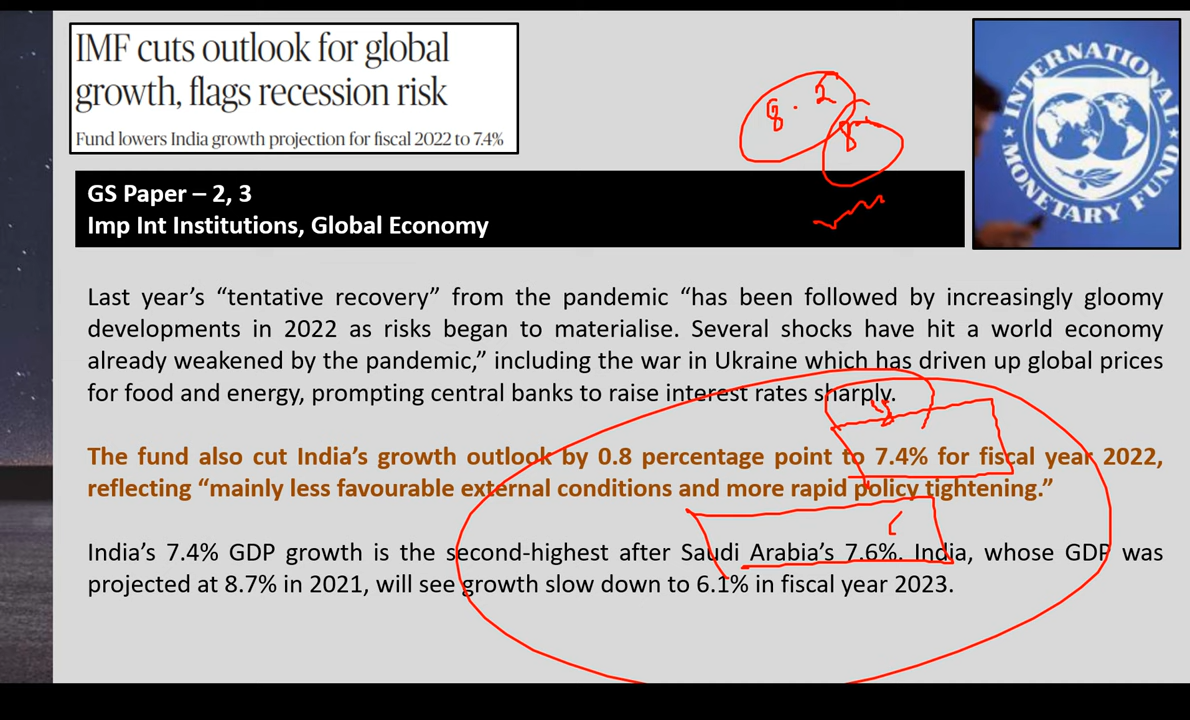 IMF cuts outlook for global
growth, flags recession risk
Fund lowers India growth projection for fiscal 2022 to 7.4%
8.2
8
INTERNATIONAL MONETARY FUND
GS Paper – 2, 3
Imp Int Institutions, Global Economy
Last year’s “tentative recovery” from the pandemic “has been followed by increasingly gloomy
developments in 2022 as risks began to materialise. Several shocks have hit a world economy
already weakened by the pandemic,” including the war in Ukraine which has driven up global prices
for food and energy, prompting central banks to raise interest rates sharply.
The fund also cut India’s growth outlook by 0.8 percentage point to 7.4% for fiscal year 2022,
reflecting “mainly less favourable external conditions and more rapid policy tightening.”
India’s 7.4% GDP growth is the second-highest after Saudi Arabia’s 7.6%. India, whose GDP was
projected at 8.7% in 2021, will see growth slow down to 6.1% in fiscal year 2023.